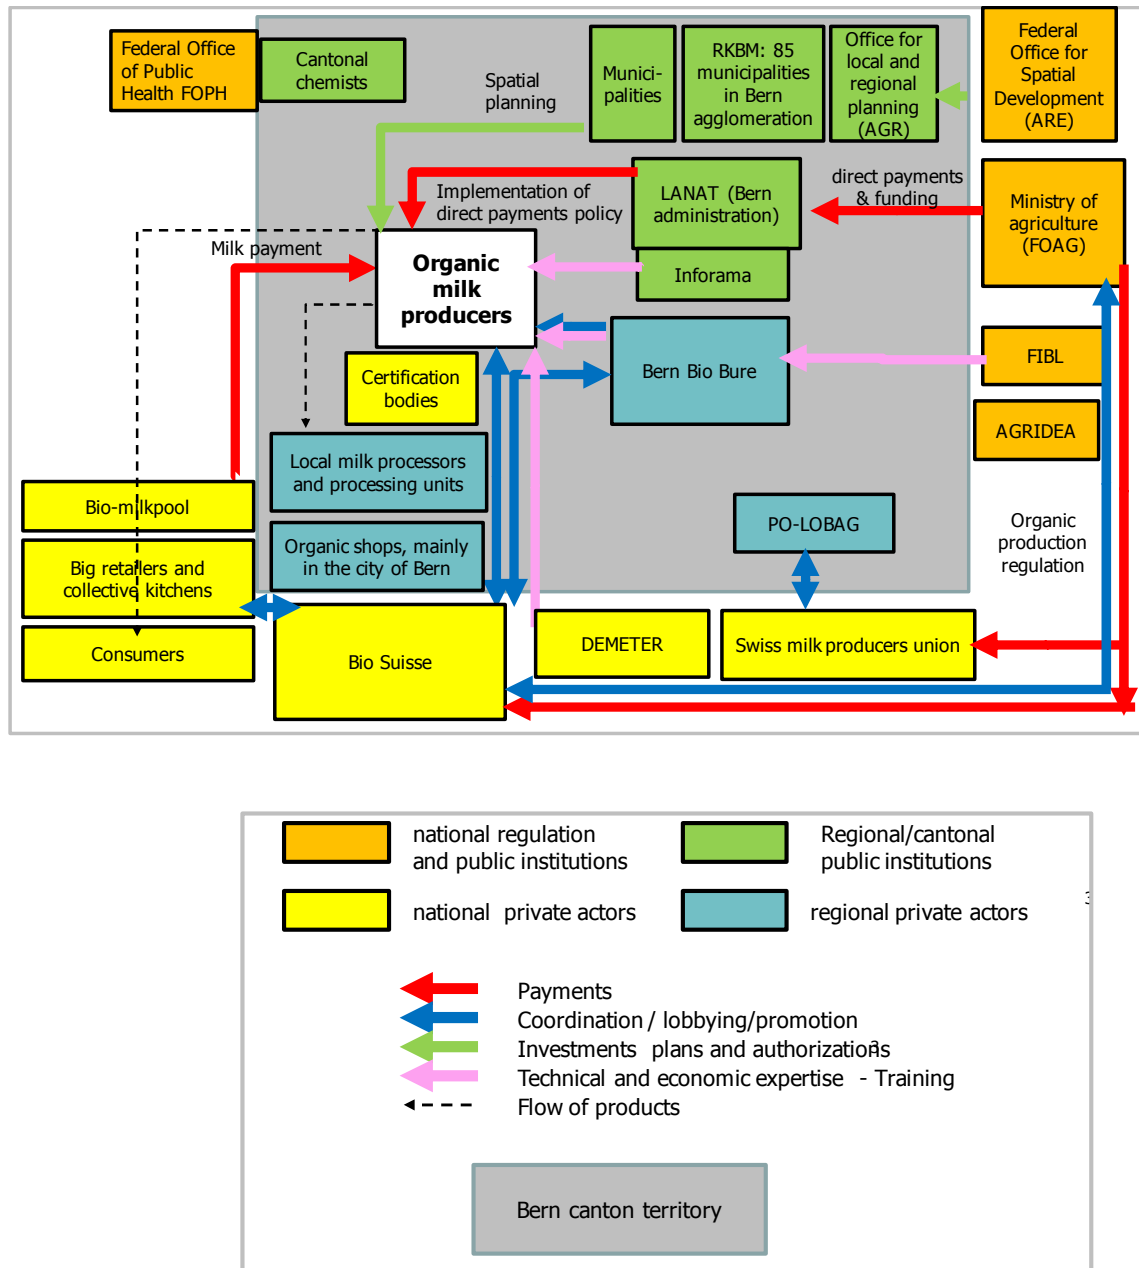 Federal Office
of Public
Health FOPH
Cantonal
chemists
Spatial
planning
Munici-
palities
RKBM: 85
municipalities
in Bern
agglomeration
Office for
local and
regional
planning
(AGR)
Federal
Office for
Spatial
Development
(ARE)
Implementation of
direct payments
policy
LANAT (Bern
administration)
direct payments
& funding
Ministry of
agriculture
(FOAG)
Milk payment
Organic
milk
producers
Inforama
Certification
bodies
Bern Bio Bure
FIBL
AGRIDEA
Local milk processors
and processing units
Bio-milkpool
PO-LOBAG
Organic
production
regulation
Organic shops, mainly
in the city of Bern
Big retailers and
collective kitchens
Consumers
Bio Suisse
DEMETER
Swiss milk producers union
national regulation
and public institutions
Regional/cantonal
public institutions
national private actors
regional private actors
Payments
Coordination / lobbying/promotion
Investments plans and authorizations
Technical and economic expertise - Training
Flow of products
Bern canton territory